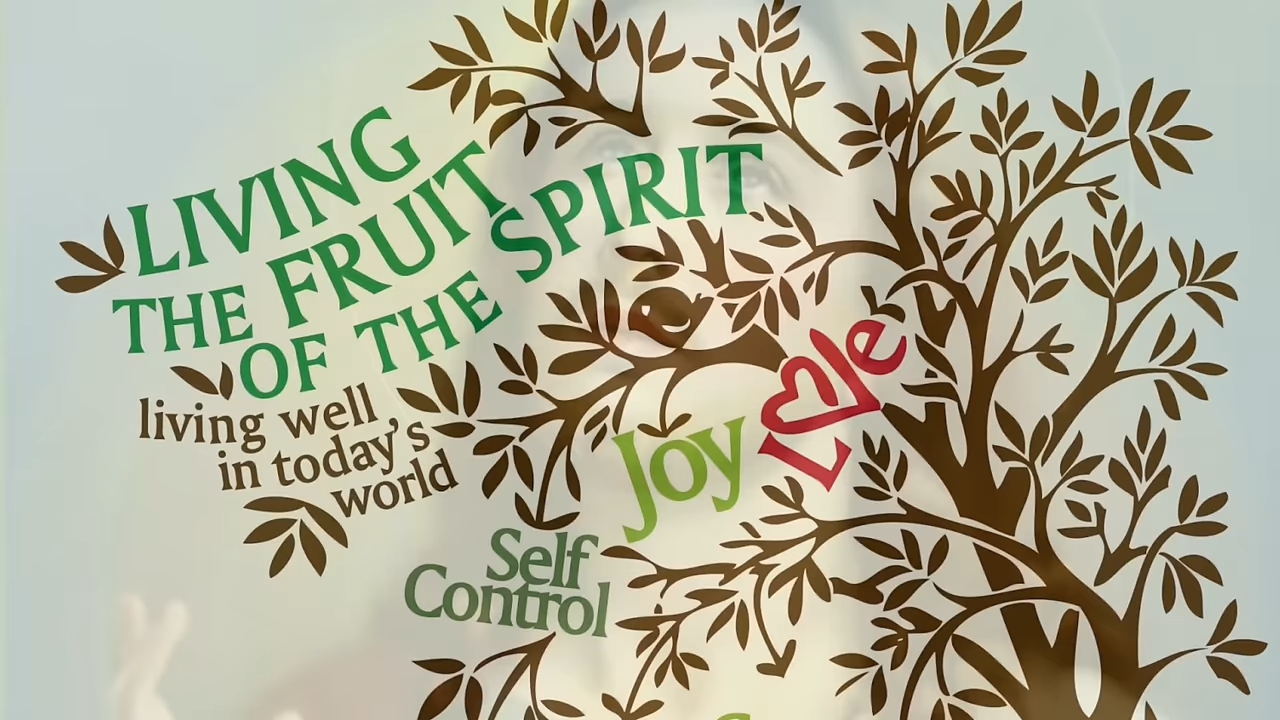 LIVING
THE FRUIT
OF THE SPIRIT
living well
in today's
world
Love
Joy
Self
Control